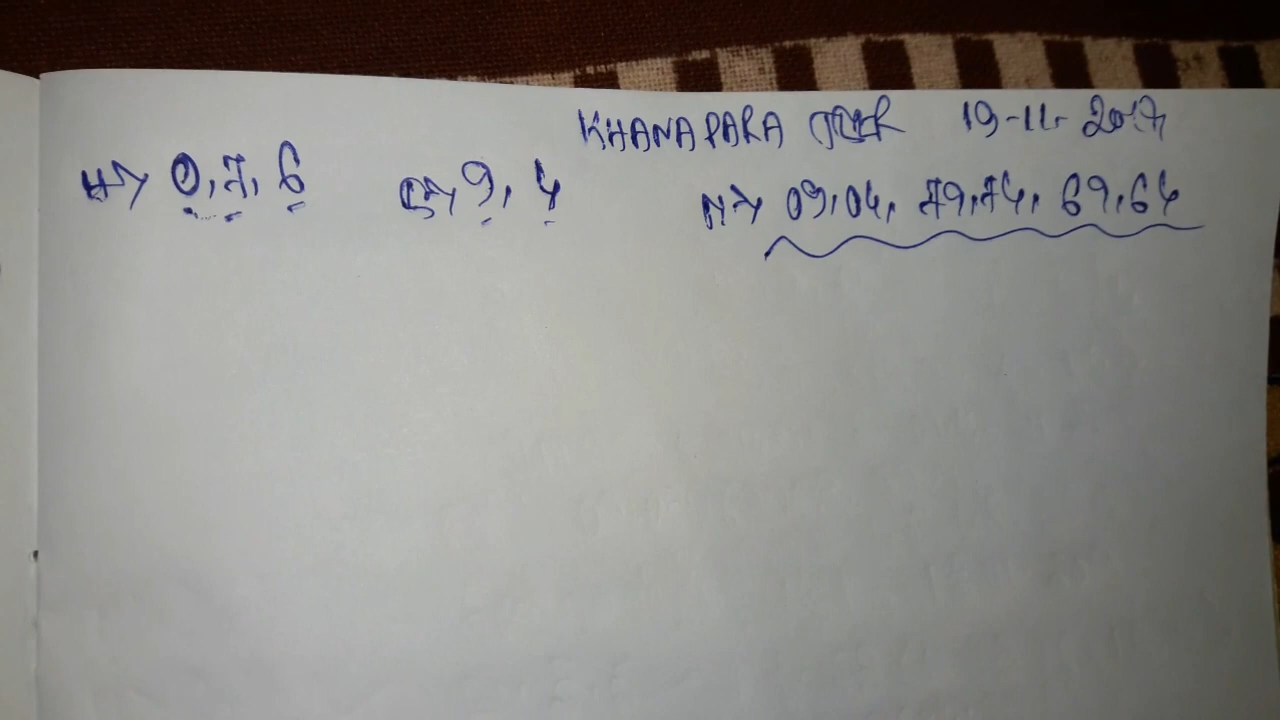 KHANAPARA 19-11-2017
H→ 0,7,6 E→ 9,4 N→ 09,04,79,74,69,64